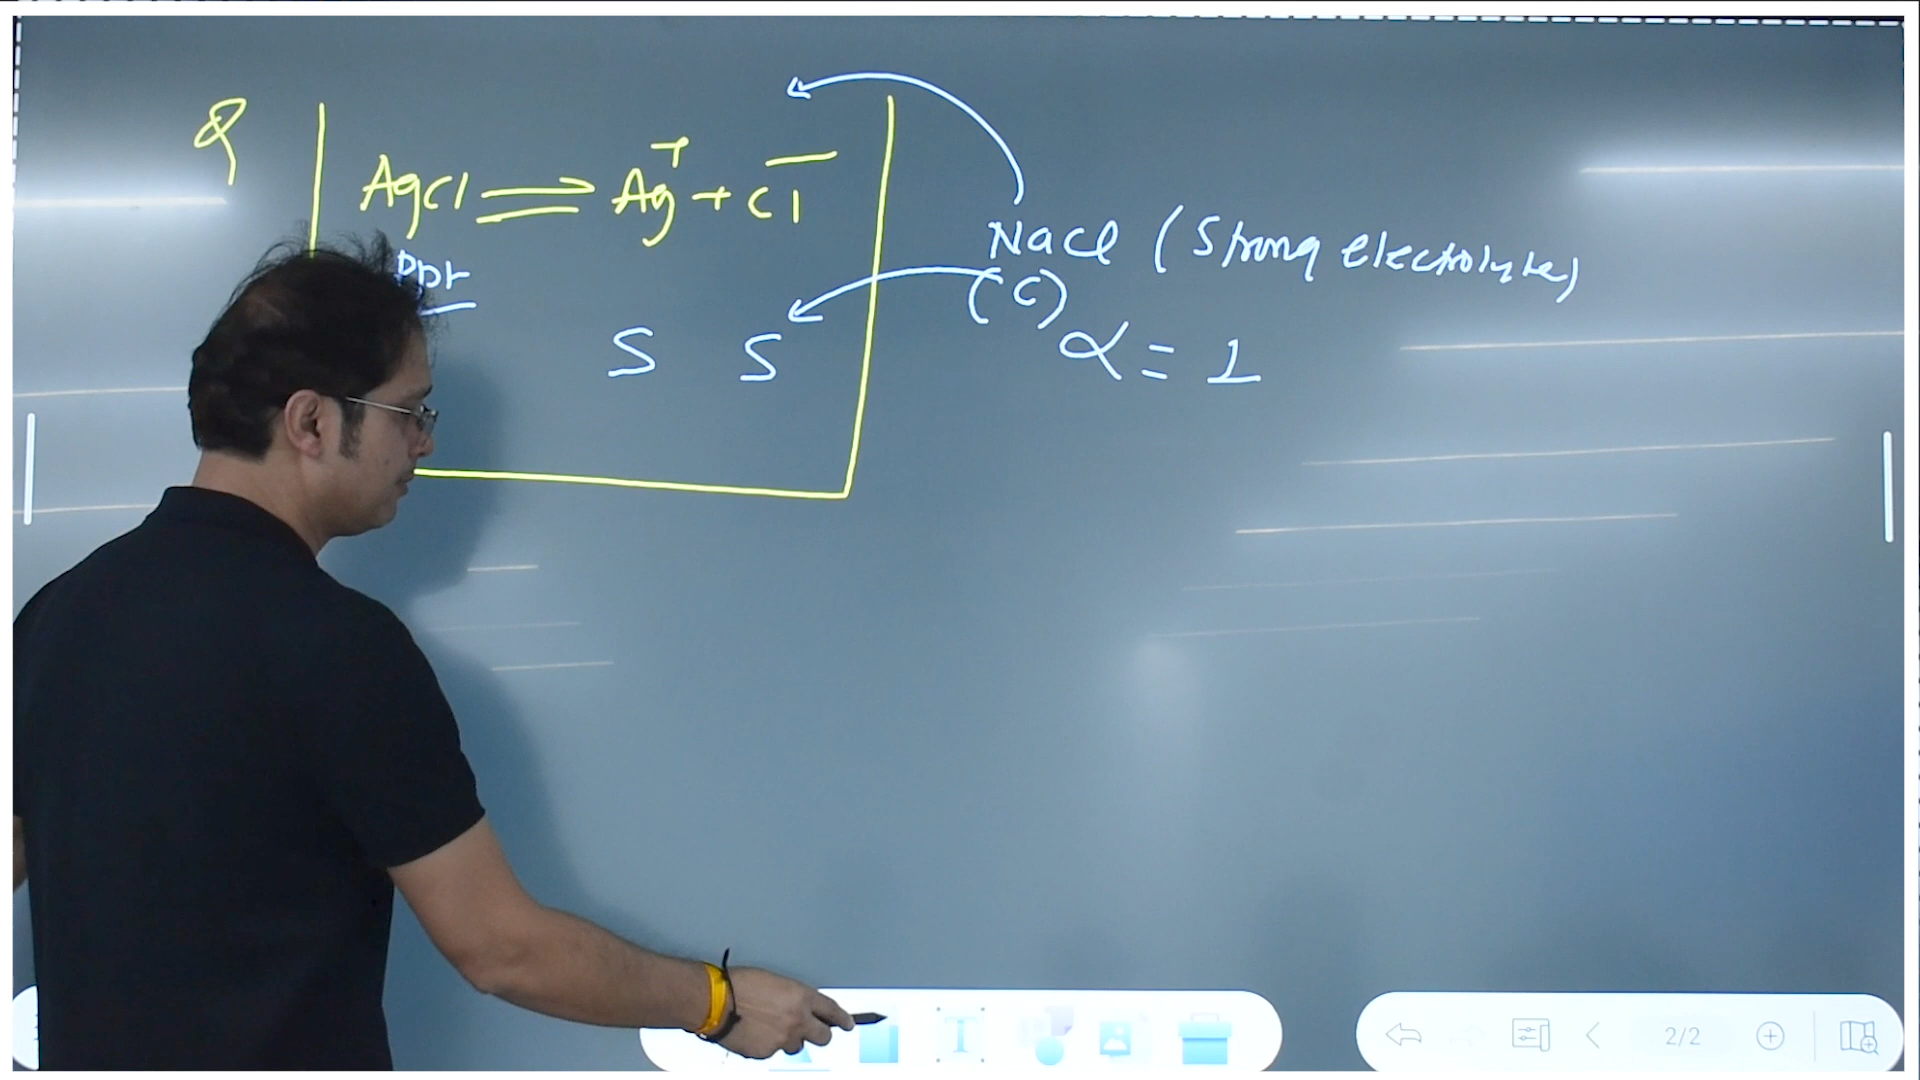 Q
AgCl ⇌ Ag⁺ + Cl⁻
ppt
NaCl (Strong electrolyte)
(C)
S S
α = 1
T
2/2